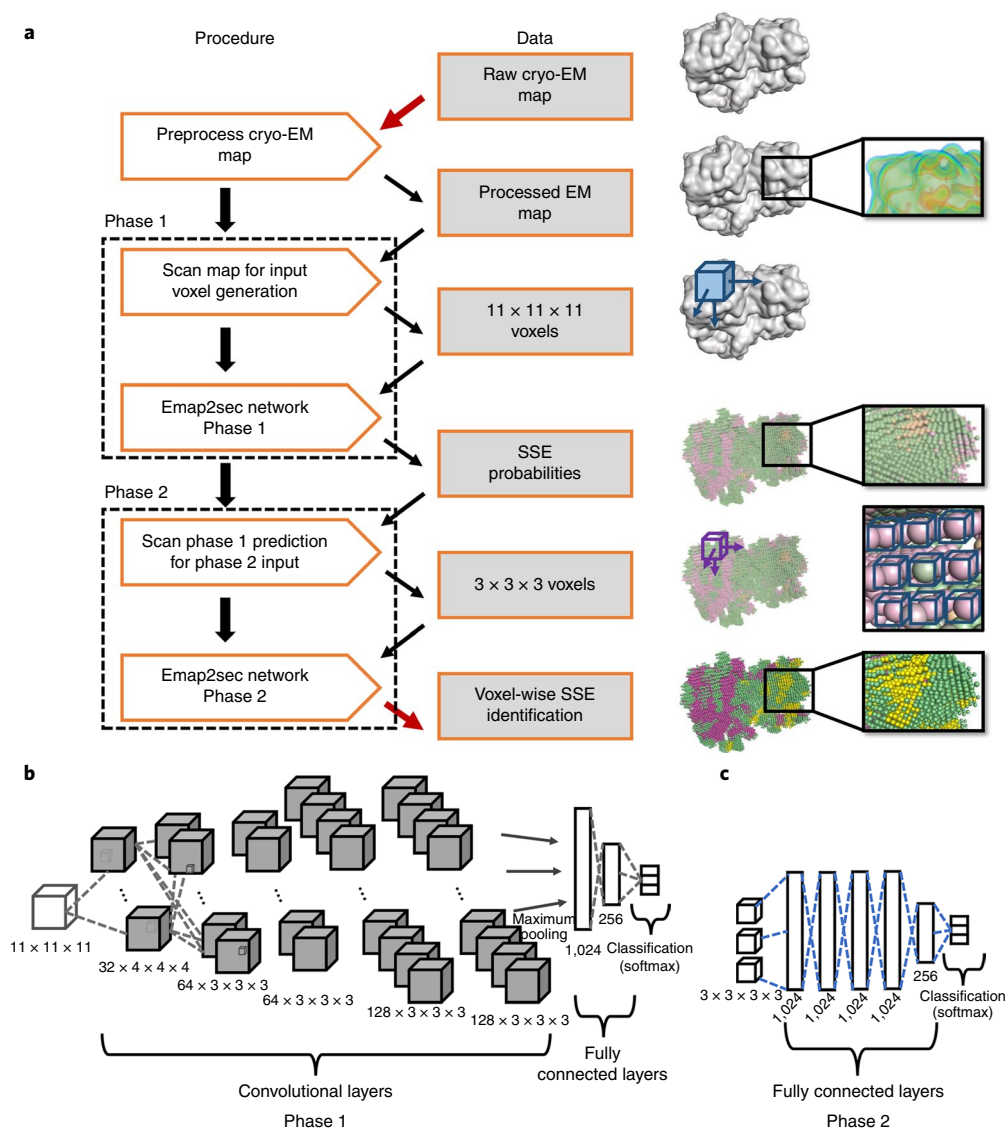 a
Procedure
Data
Raw cryo-EM
map
Preprocess cryo-EM
map
Processed EM
map
Phase 1
Scan map for input
voxel generation
11 × 11 × 11
voxels
Emap2sec network
Phase 1
SSE
probabilities
Phase 2
Scan phase 1 prediction
for phase 2 input
3 × 3 × 3 voxels
Emap2sec network
Phase 2
Voxel-wise SSE
identification
b
11 × 11 × 11
32 × 4 × 4 × 4
64 × 3 × 3 × 3
64 × 3 × 3 × 3
128 × 3 × 3 × 3
128 × 3 × 3 × 3
Maximum
pooling
1,024
256
Classification
(softmax)
Convolutional layers
Fully
connected layers
Phase 1
c
3 × 3 × 3 × 3
1,024
1,024
1,024
1,024
256
Classification
(softmax)
Fully connected layers
Phase 2